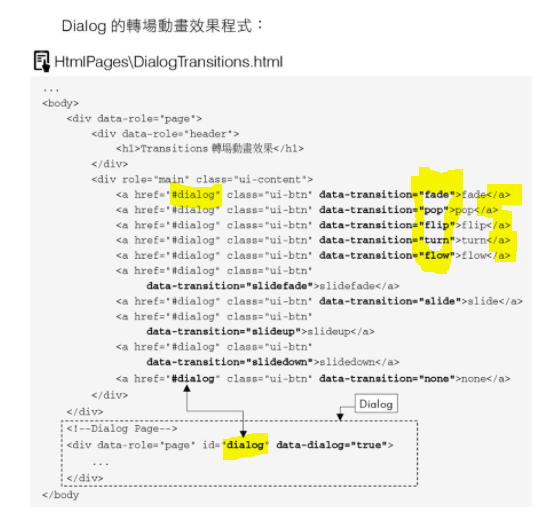 Dialog 的轉場動畫效果程式：
HtmlPages\DialogTransitions.html
...
<body>
<div data-role="page">
<div data-role="header">
<h1>Transitions 轉場動畫效果</h1>
</div>
<div role="main" class="ui-content">
<a href="#dialog" class="ui-btn" data-transition="fade">fade</a>
<a href="#dialog" class="ui-btn" data-transition="pop">pop</a>
<a href="#dialog" class="ui-btn" data-transition="flip">flip</a>
<a href="#dialog" class="ui-btn" data-transition="turn">turn</a>
<a href="#dialog" class="ui-btn" data-transition="flow">flow</a>
<a href="#dialog" class="ui-btn"
data-transition="slidefade">slidefade</a>
<a href="#dialog" class="ui-btn" data-transition="slide">slide</a>
<a href="#dialog" class="ui-btn"
data-transition="slideup">slideup</a>
<a href="#dialog" class="ui-btn"
data-transition="slidedown">slidedown</a>
<a href="#dialog" class="ui-btn" data-transition="none">none</a>
</div>
Dialog
</div>
<!--Dialog Page-->
<div data-role="page" id="dialog" data-dialog="true">
...
</div>
</body